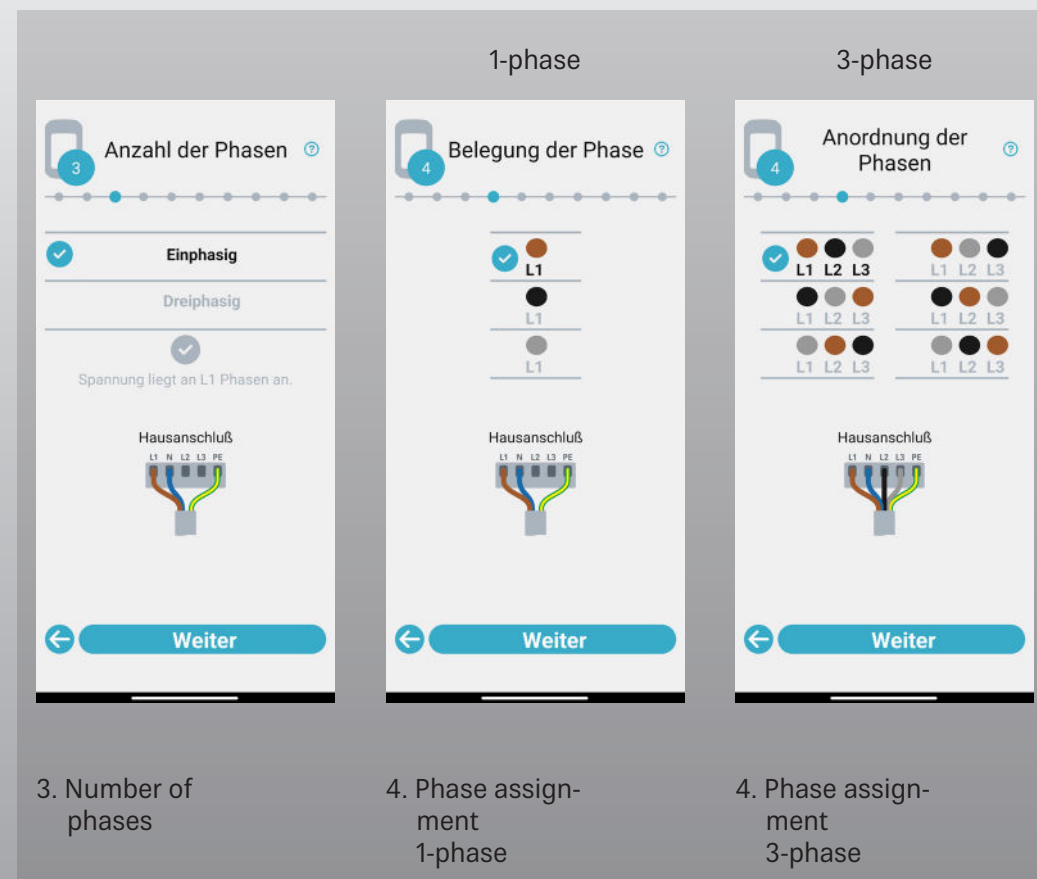 1-phase
3-phase
3
Anzahl der Phasen ?
Einphasig
Dreiphasig
Spannung liegt an L1 Phasen an.
Hausanschluß
L1 N L2 L3 PE
Weiter
4
Belegung der Phase ?
L1
L1
L1
Hausanschluß
L1 N L2 L3 PE
Weiter
4
Anordnung der
Phasen ?
L1 L2 L3
L1 L2 L3
L1 L2 L3
L1 L2 L3
L1 L2 L3
L1 L2 L3
Hausanschluß
L1 N L2 L3 PE
Weiter
3. Number of
phases
4. Phase assign-
ment
1-phase
4. Phase assign-
ment
3-phase